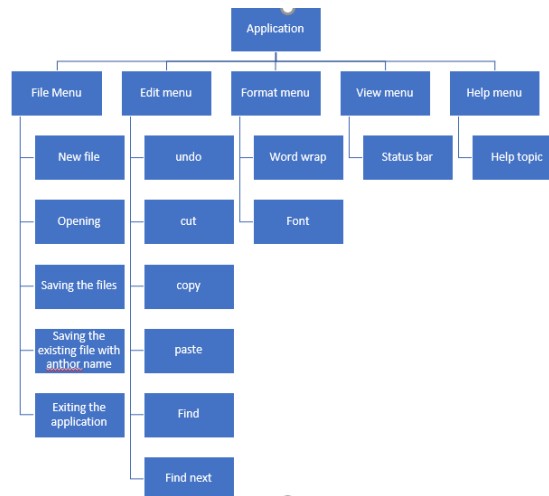 Application
File Menu
Edit menu
Format menu
View menu
Help menu
New file
undo
Word wrap
Status bar
Help topic
Opening
cut
Font
Saving the files
copy
Saving the
existing file with
anthor name
paste
Exiting the
application
Find
Find next